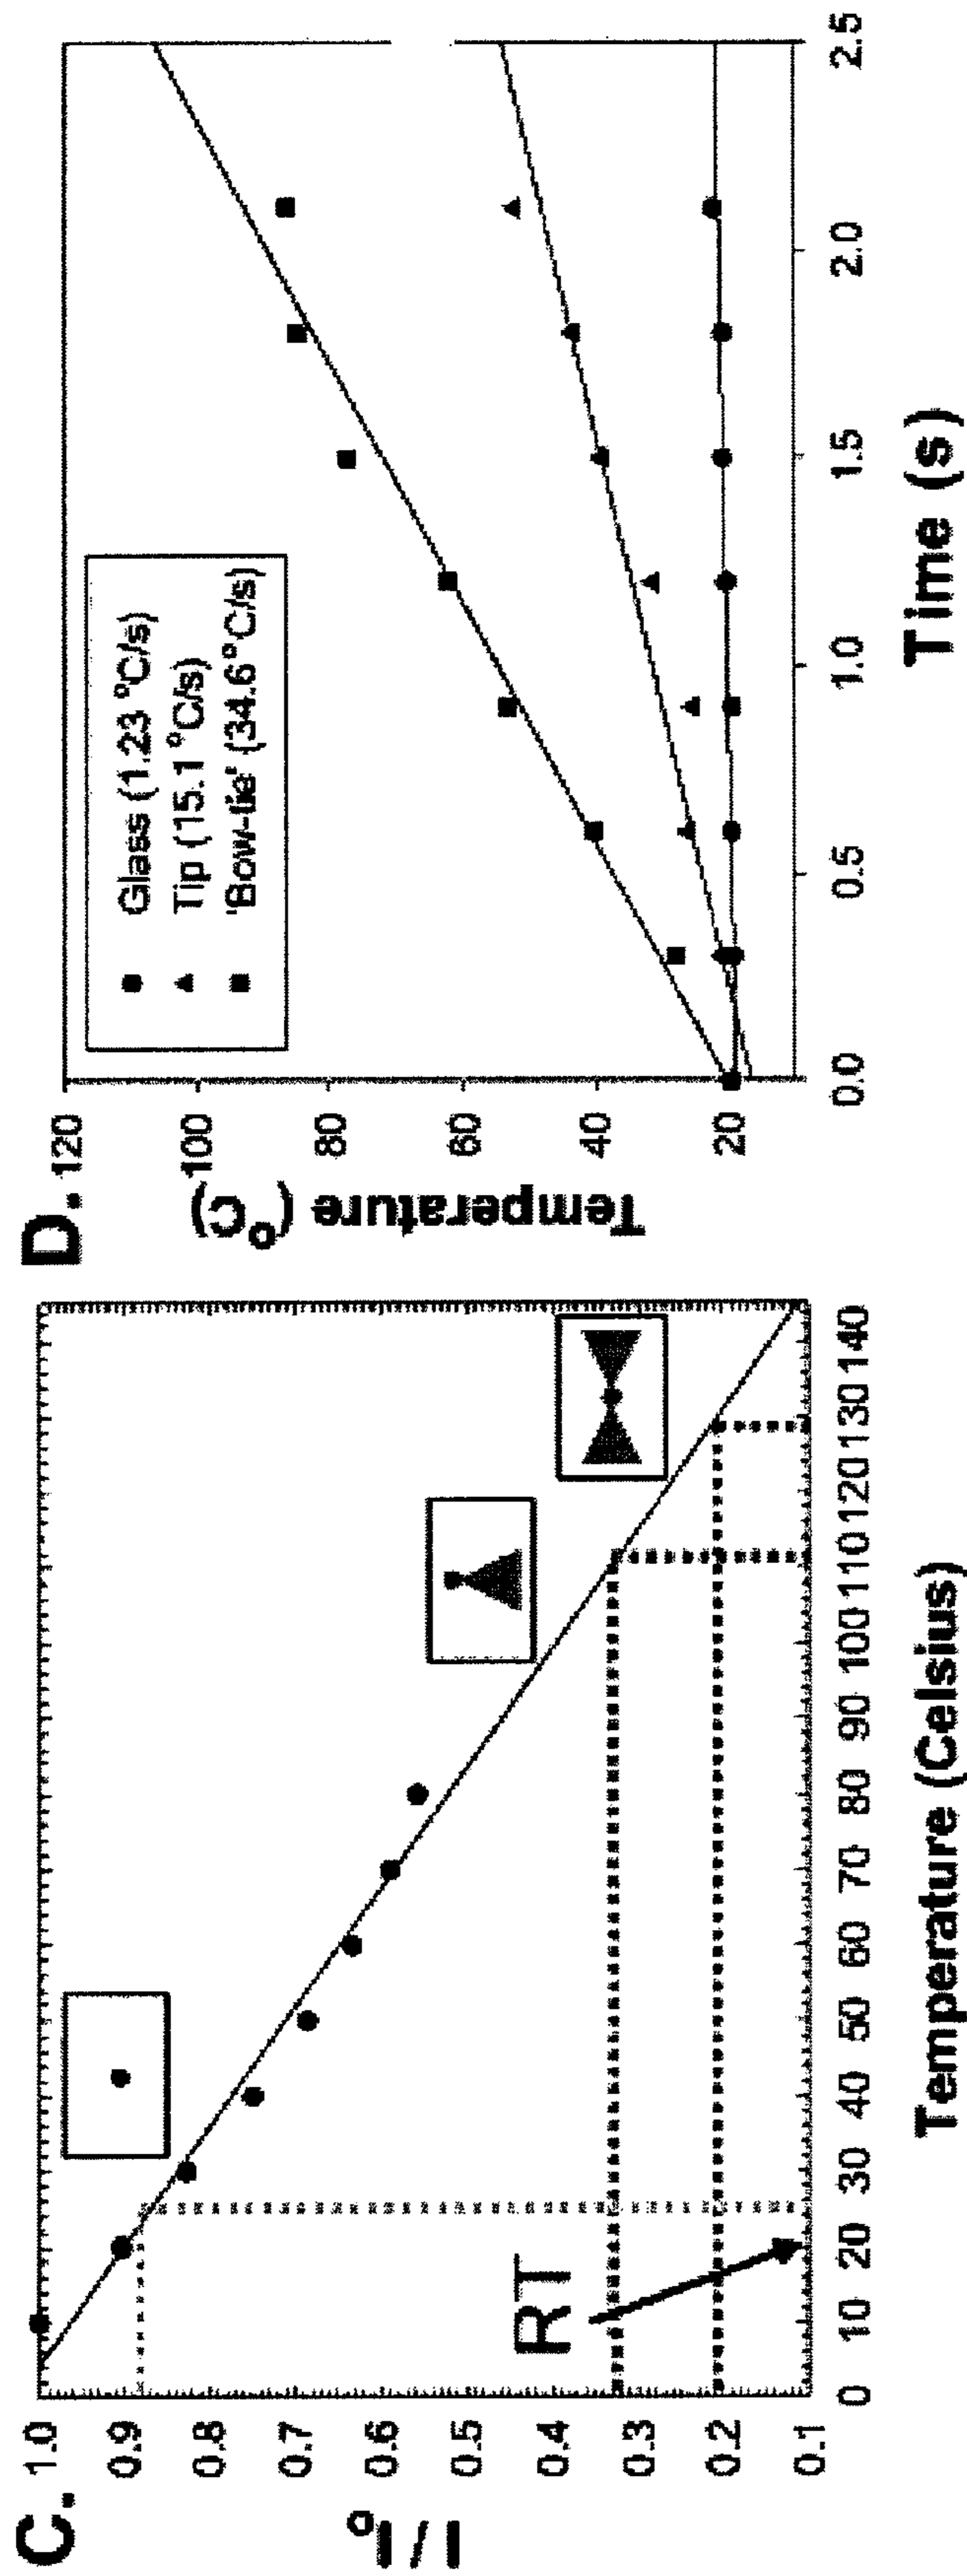 C.
I/Io
1.0
0.9
0.8
0.7
0.6
0.5
0.4
0.3
0.2
0.1
RT
0 10 20 30 40 50 60 70 80 90 100 110 120 130 140
Temperature (Celsius)
D.
Temperature (°C)
120
100
80
60
40
20
Glass (1.23 °C/s)
Tip (15.1 °C/s)
'Bow-tie' (34.6 °C/s)
0.0 0.5 1.0 1.5 2.0 2.5
Time (s)